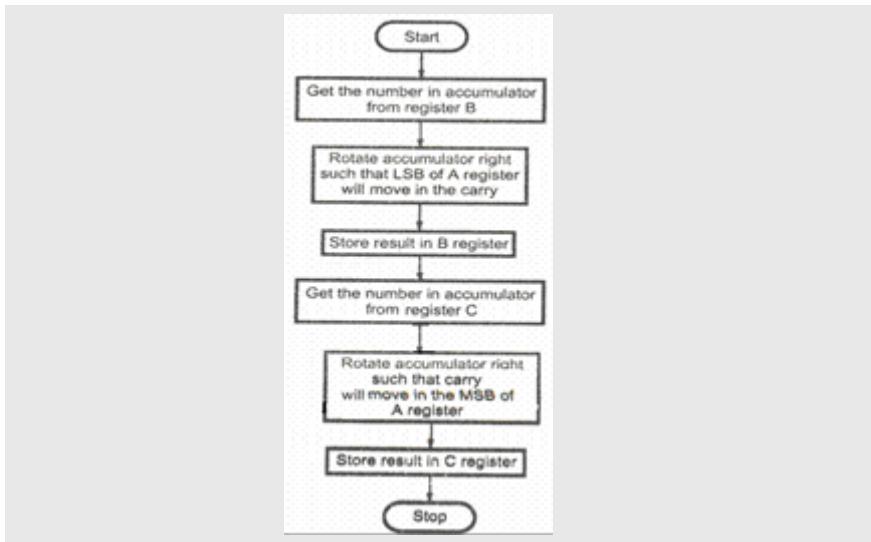 Start
Get the number in accumulator
from register B
Rotate accumulator right
such that LSB of A register
will move in the carry
Store result in B register
Get the number in accumulator
from register C
Rotate accumulator right
such that carry
will move in the MSB of
A register
Store result in C register
Stop